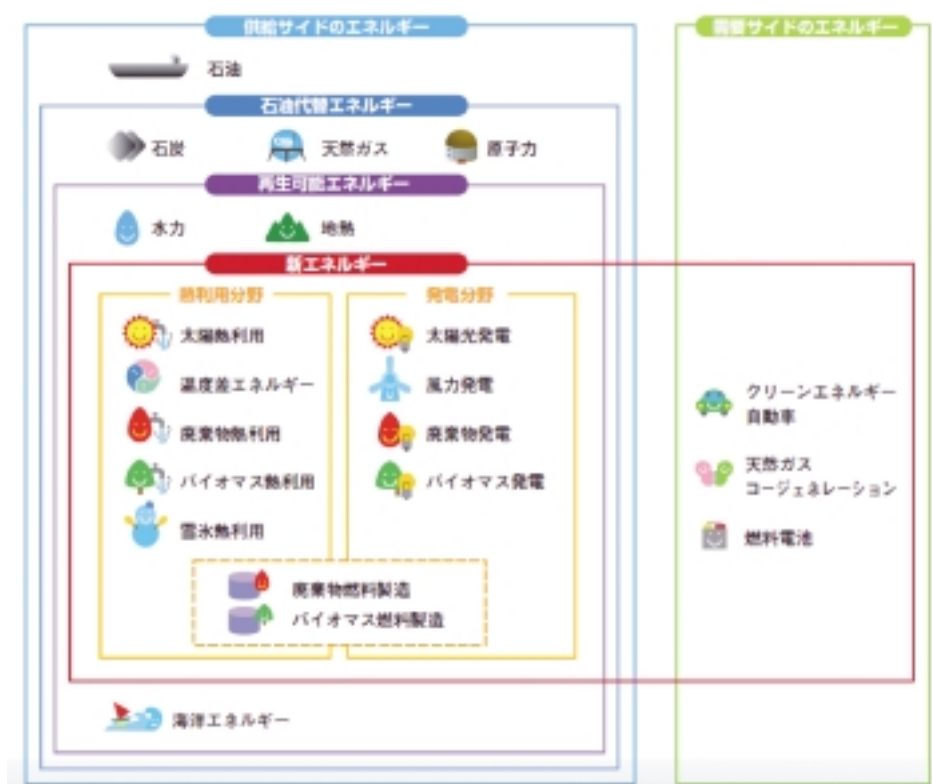 供給サイドのエネルギー
需要サイドのエネルギー
石油
石油代替エネルギー
石炭
天然ガス
原子力
再生可能エネルギー
水力
地熱
新エネルギー
熱利用分野
発電分野
太陽熱利用
太陽光発電
温度差エネルギー
風力発電
廃棄物熱利用
廃棄物発電
バイオマス熱利用
バイオマス発電
雪氷熱利用
クリーンエネルギー
自動車
天然ガス
コージェネレーション
燃料電池
廃棄物燃料製造
バイオマス燃料製造
海洋エネルギー